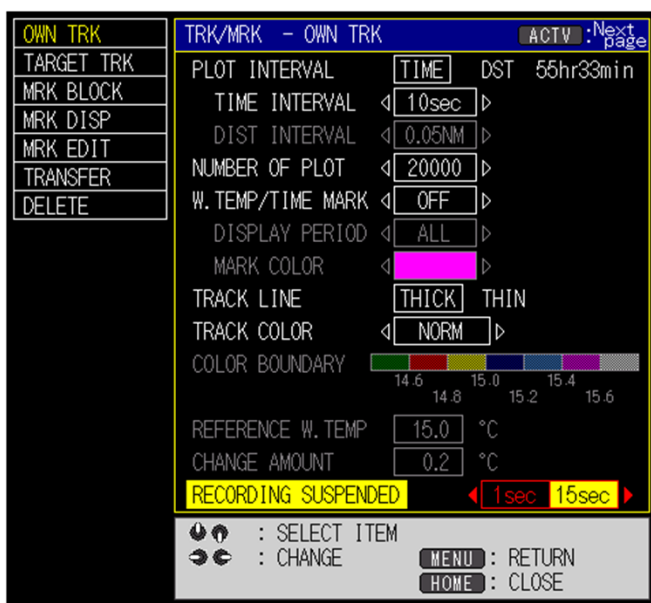 OWN TRK
TARGET TRK
MRK BLOCK
MRK DISP
MRK EDIT
TRANSFER
DELETE
TRK/MRK - OWN TRK ACTV :Next page
PLOT INTERVAL TIME DST 55hr33min
TIME INTERVAL 10sec
DIST INTERVAL 0.05NM
NUMBER OF PLOT 20000
W.TEMP/TIME MARK OFF
DISPLAY PERIOD ALL
MARK COLOR
TRACK LINE THICK THIN
TRACK COLOR NORM
COLOR BOUNDARY
14.6 15.0 15.4
14.8 15.2 15.6
REFERENCE W.TEMP 15.0 °C
CHANGE AMOUNT 0.2 °C
RECORDING SUSPENDED 1sec 15sec
: SELECT ITEM
: CHANGE MENU : RETURN
HOME : CLOSE